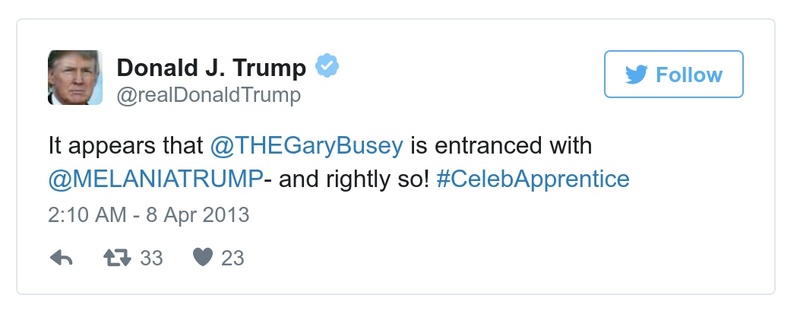 Donald J. Trump
Follow
@realDonaldTrump
It appears that @THEGaryBusey is entranced with
@MELANIATRUMP- and rightly so! #CelebApprentice
2:10 AM - 8 Apr 2013
33 23